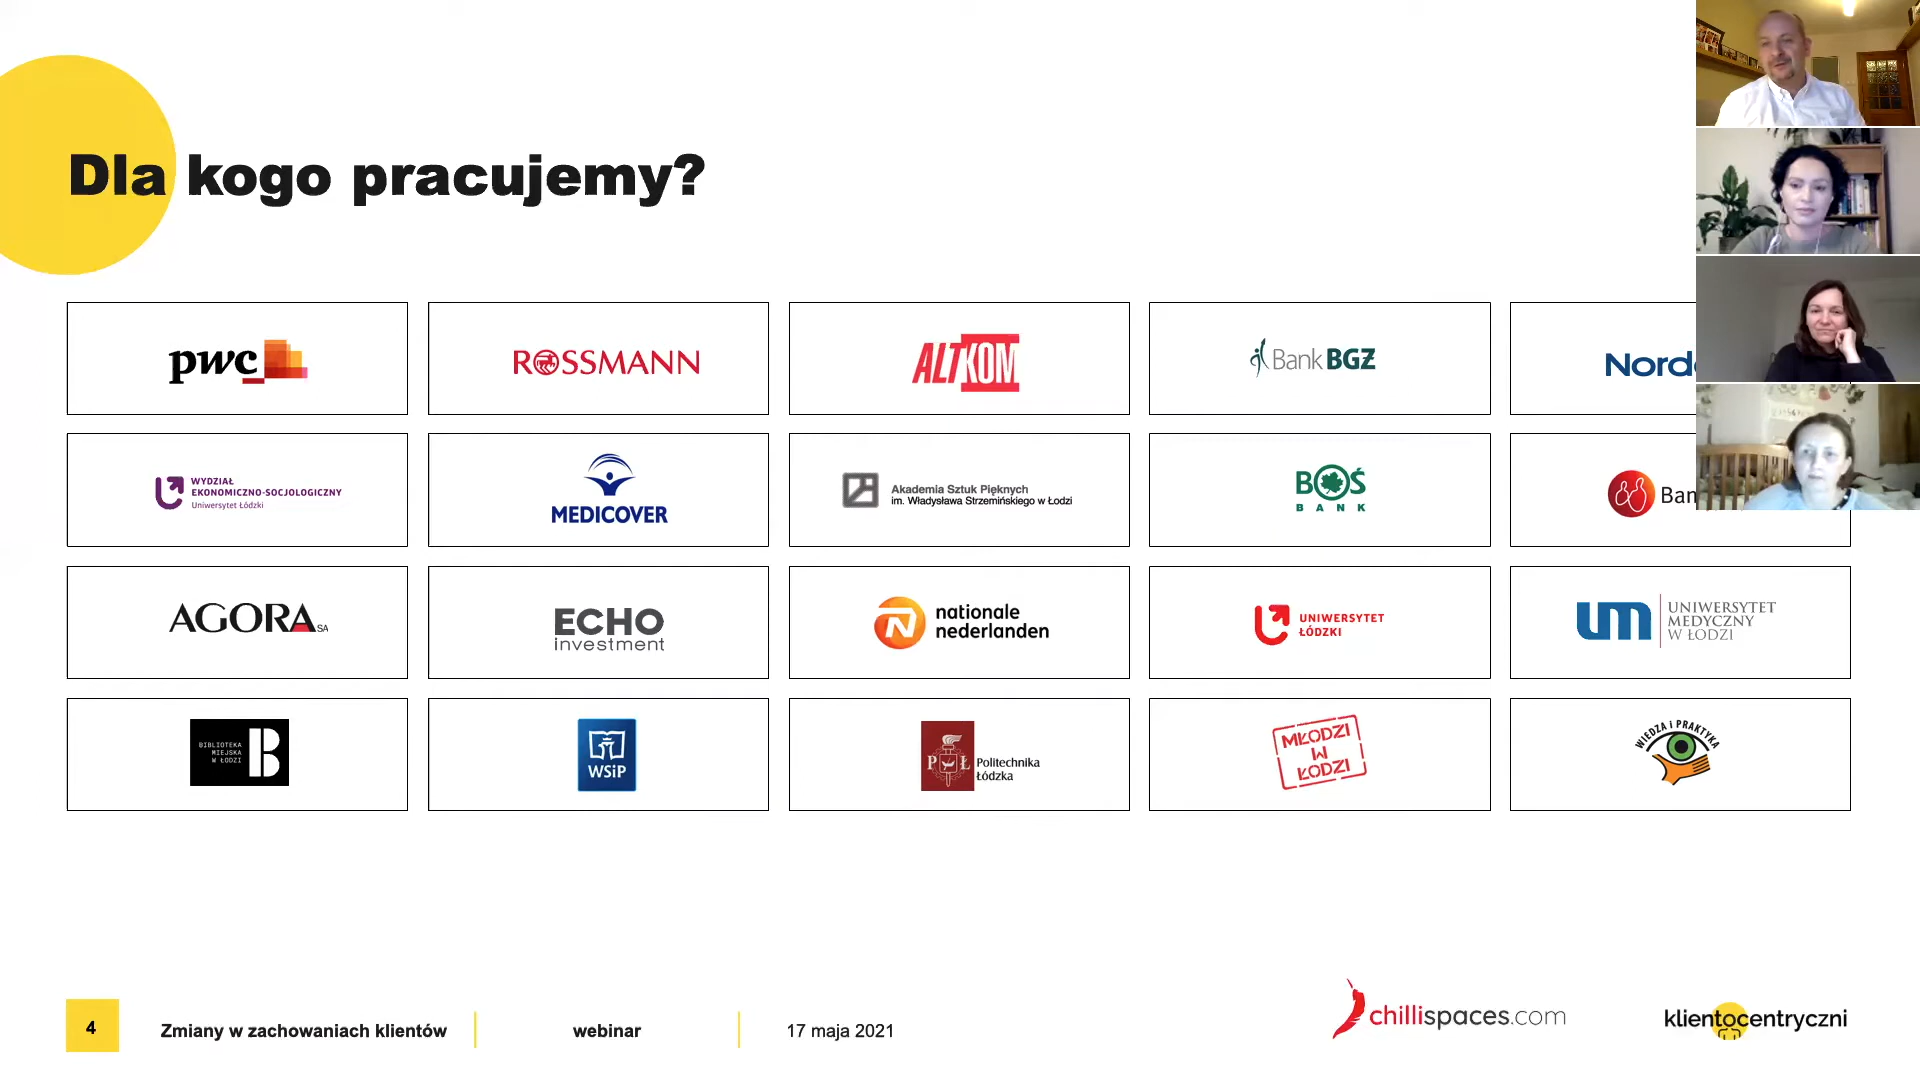 Dla kogo pracujemy?
pwc
ROSSMANN
ALTKOM
Bank BGŻ
Nord
WYDZIAŁ
EKONOMICZNO-SOCJOLOGICZNY
Uniwersytet Łódzki
MEDICOVER
Akademia Sztuk Pięknych
im. Władysława Strzemińskiego w Łodzi
BOŚ
BANK
Ban
AGORA SA
ECHO
investment
nationale
nederlanden
UNIWERSYTET
ŁÓDZKI
um
UNIWERSYTET
MEDYCZNY
W ŁODZI
BIBLIOTEKA
MIEJSKA
W ŁODZI
B
WSiP
P Ł
Politechnika
Łódzka
MŁODZI
W
ŁODZI
WIEDZA i PRAKTYKA
4
Zmiany w zachowaniach klientów
webinar
17 maja 2021
chillispaces.com
klientocentryczni